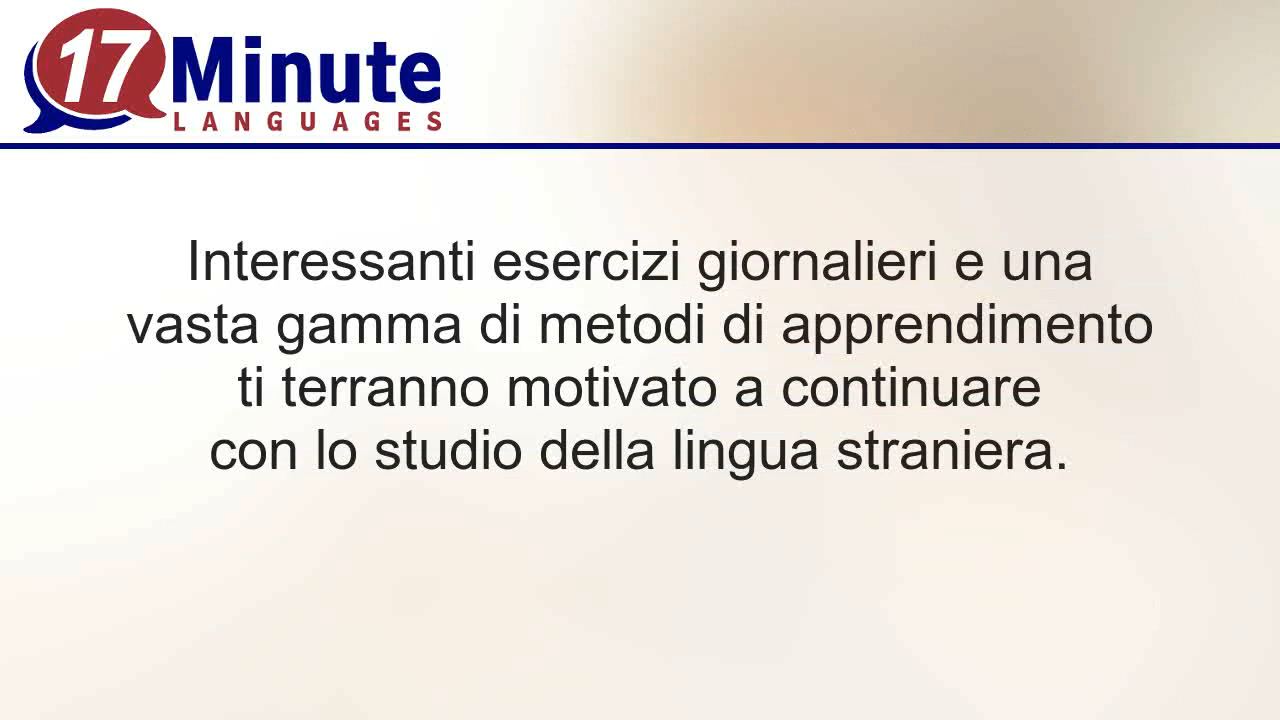 17 Minute
LANGUAGES
Interessanti esercizi giornalieri e una
vasta gamma di metodi di apprendimento
ti terranno motivato a continuare
con lo studio della lingua straniera.